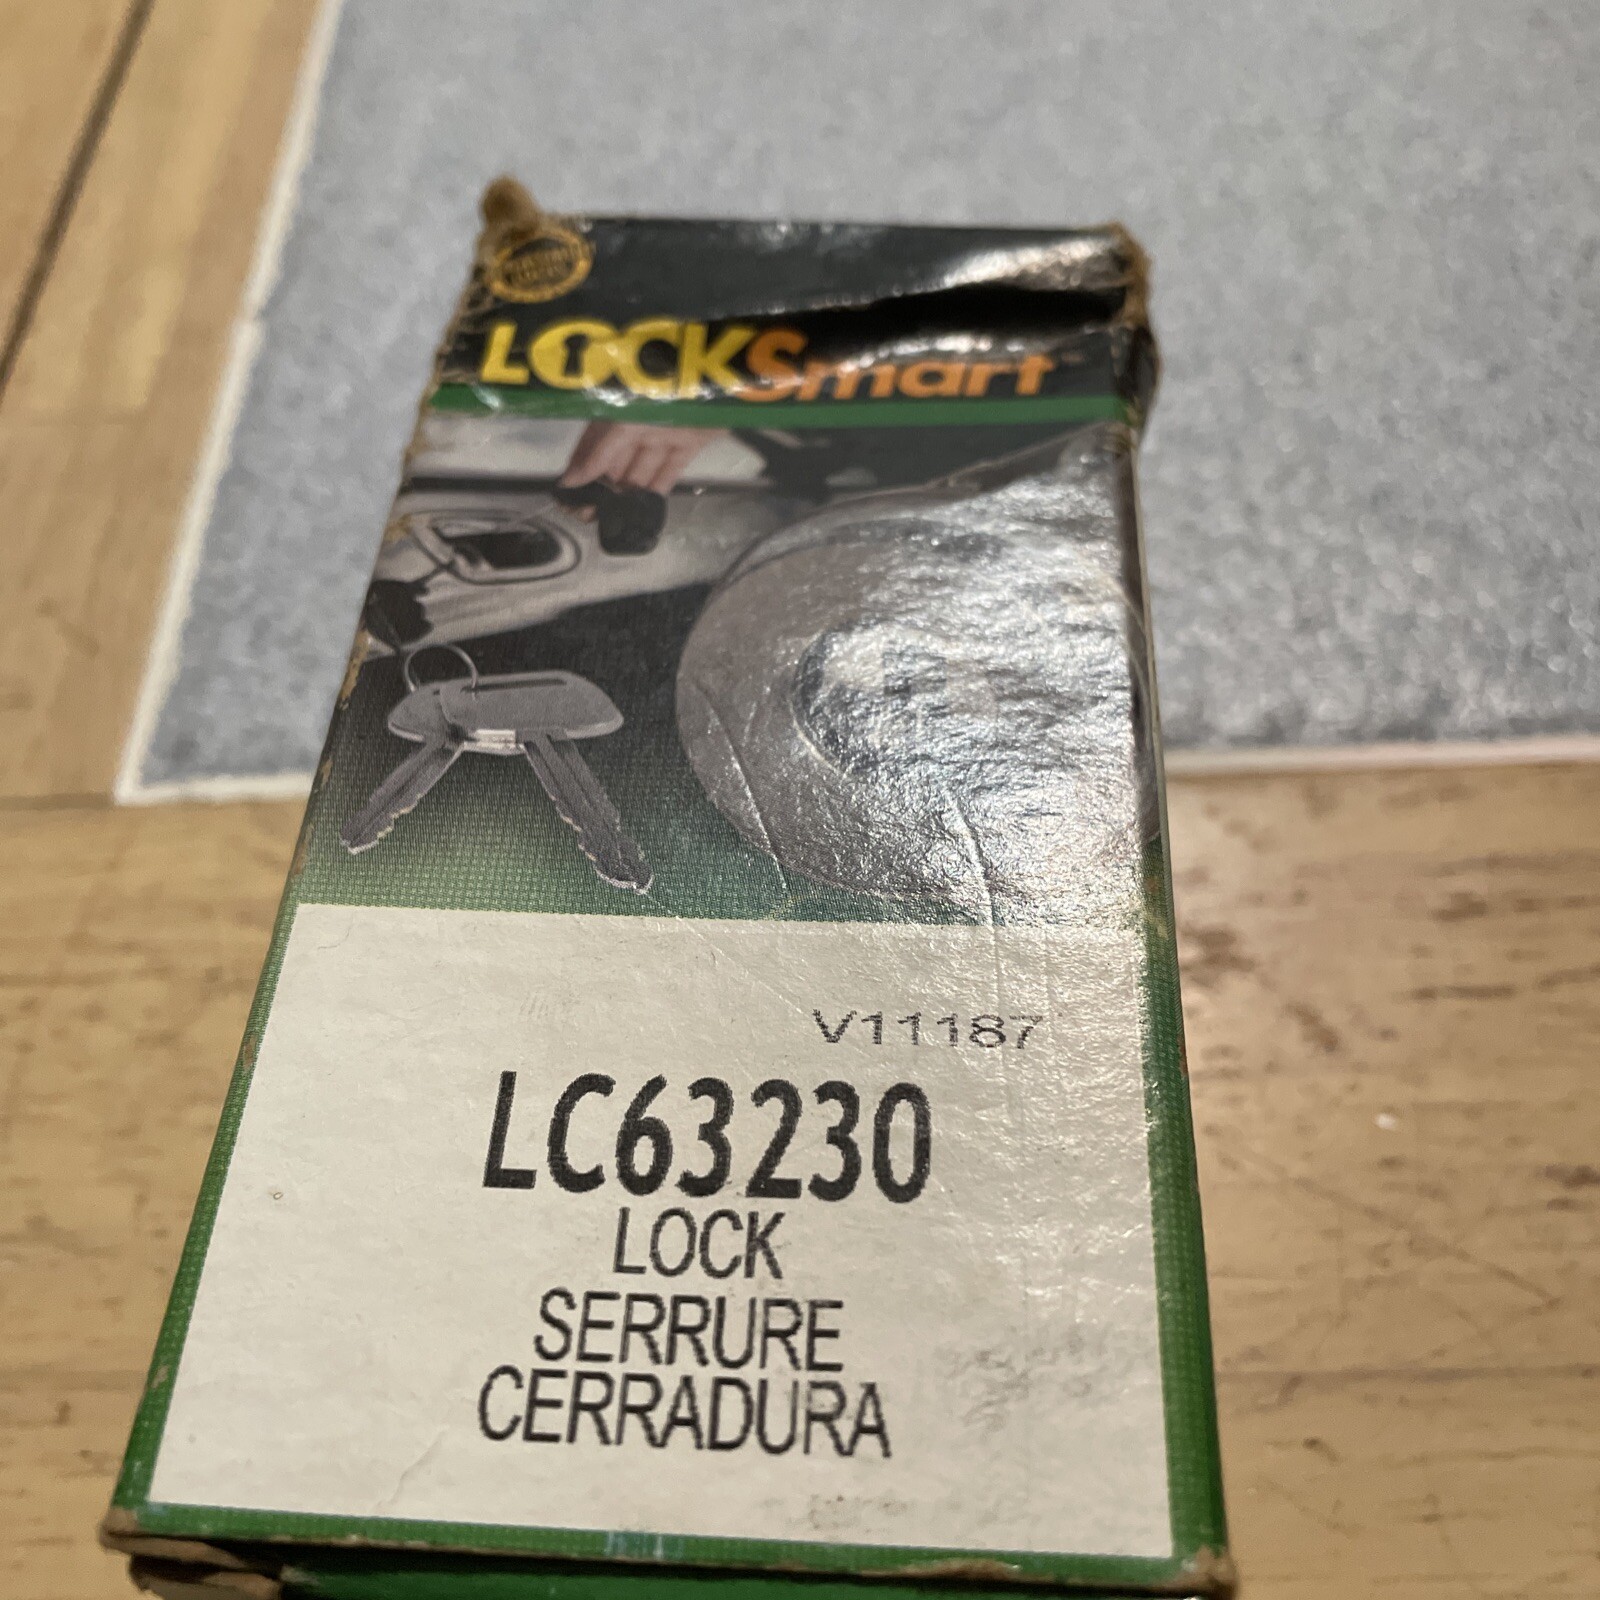 LOCKSmart
V11187
LC63230
LOCK
SERRURE
CERRADURA